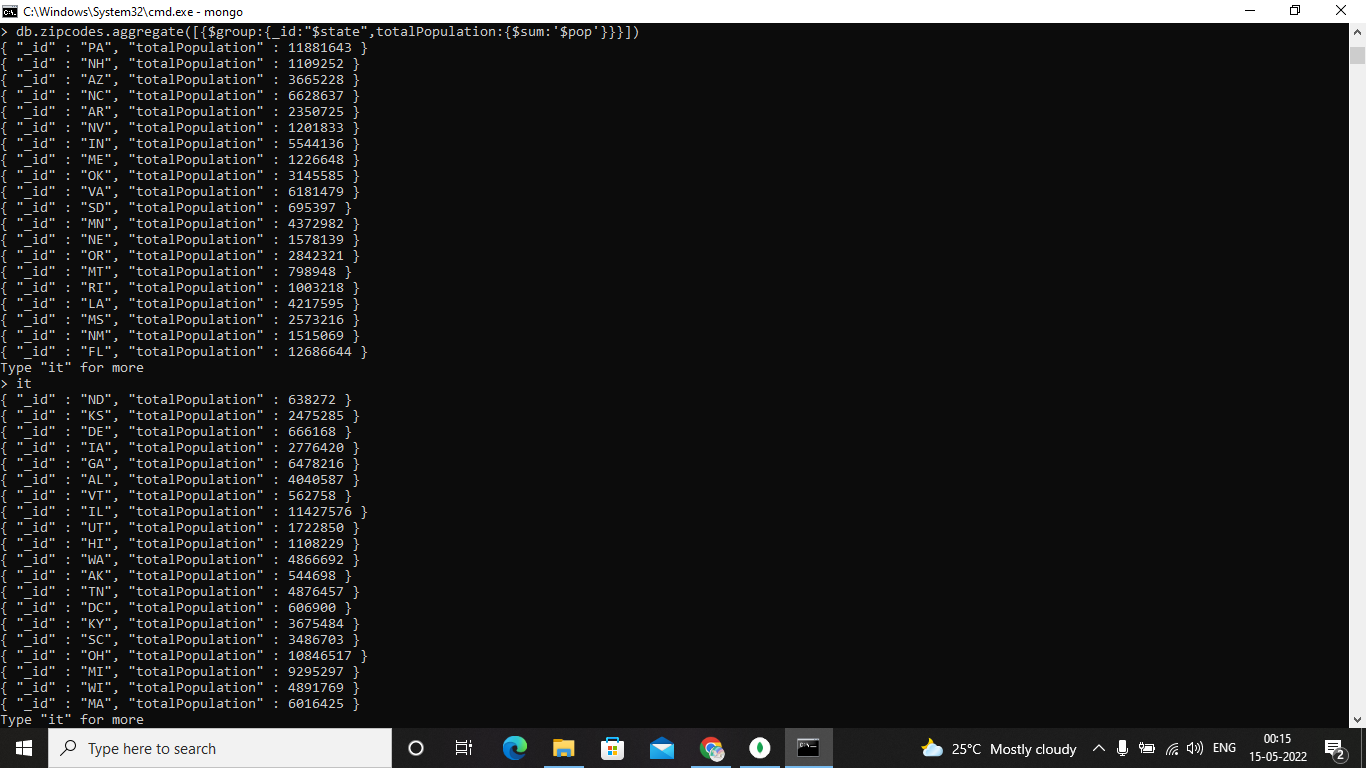 C:\Windows\System32\cmd.exe - mongo
> db.zipcodes.aggregate([{$group:{_id:"$state",totalPopulation:{$sum:'$pop'}}}])
{ "_id" : "PA", "totalPopulation" : 11881643 }
{ "_id" : "NH", "totalPopulation" : 1109252 }
{ "_id" : "AZ", "totalPopulation" : 3665228 }
{ "_id" : "NC", "totalPopulation" : 6628637 }
{ "_id" : "AR", "totalPopulation" : 2350725 }
{ "_id" : "NV", "totalPopulation" : 1201833 }
{ "_id" : "IN", "totalPopulation" : 5544136 }
{ "_id" : "ME", "totalPopulation" : 1226648 }
{ "_id" : "OK", "totalPopulation" : 3145585 }
{ "_id" : "VA", "totalPopulation" : 6181479 }
{ "_id" : "SD", "totalPopulation" : 695397 }
{ "_id" : "MN", "totalPopulation" : 4372982 }
{ "_id" : "NE", "totalPopulation" : 1578139 }
{ "_id" : "OR", "totalPopulation" : 2842321 }
{ "_id" : "MT", "totalPopulation" : 798948 }
{ "_id" : "RI", "totalPopulation" : 1003218 }
{ "_id" : "LA", "totalPopulation" : 4217595 }
{ "_id" : "MS", "totalPopulation" : 2573216 }
{ "_id" : "NM", "totalPopulation" : 1515069 }
{ "_id" : "FL", "totalPopulation" : 12686644 }
Type "it" for more
> it
{ "_id" : "ND", "totalPopulation" : 638272 }
{ "_id" : "KS", "totalPopulation" : 2475285 }
{ "_id" : "DE", "totalPopulation" : 666168 }
{ "_id" : "IA", "totalPopulation" : 2776420 }
{ "_id" : "GA", "totalPopulation" : 6478216 }
{ "_id" : "AL", "totalPopulation" : 4040587 }
{ "_id" : "VT", "totalPopulation" : 562758 }
{ "_id" : "IL", "totalPopulation" : 11427576 }
{ "_id" : "UT", "totalPopulation" : 1722850 }
{ "_id" : "HI", "totalPopulation" : 1108229 }
{ "_id" : "WA", "totalPopulation" : 4866692 }
{ "_id" : "AK", "totalPopulation" : 544698 }
{ "_id" : "TN", "totalPopulation" : 4876457 }
{ "_id" : "DC", "totalPopulation" : 606900 }
{ "_id" : "KY", "totalPopulation" : 3675484 }
{ "_id" : "SC", "totalPopulation" : 3486703 }
{ "_id" : "OH", "totalPopulation" : 10846517 }
{ "_id" : "MI", "totalPopulation" : 9295297 }
{ "_id" : "WI", "totalPopulation" : 4891769 }
{ "_id" : "MA", "totalPopulation" : 6016425 }
Type "it" for more
Type here to search
25°C Mostly cloudy
ENG
00:15
15-05-2022
2